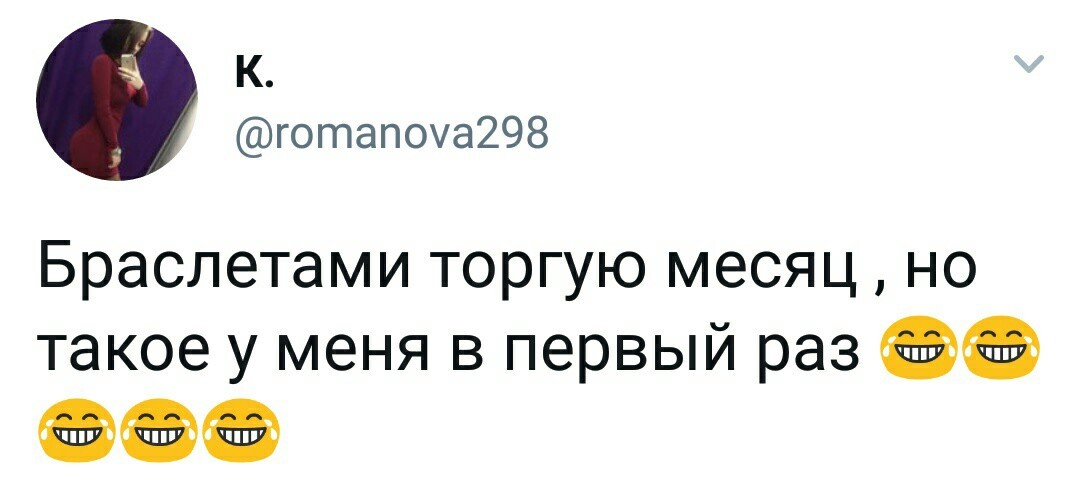 К.
@romanova298
Браслетами торгую месяц , но
такое у меня в первый раз 😂😂
😂😂😂